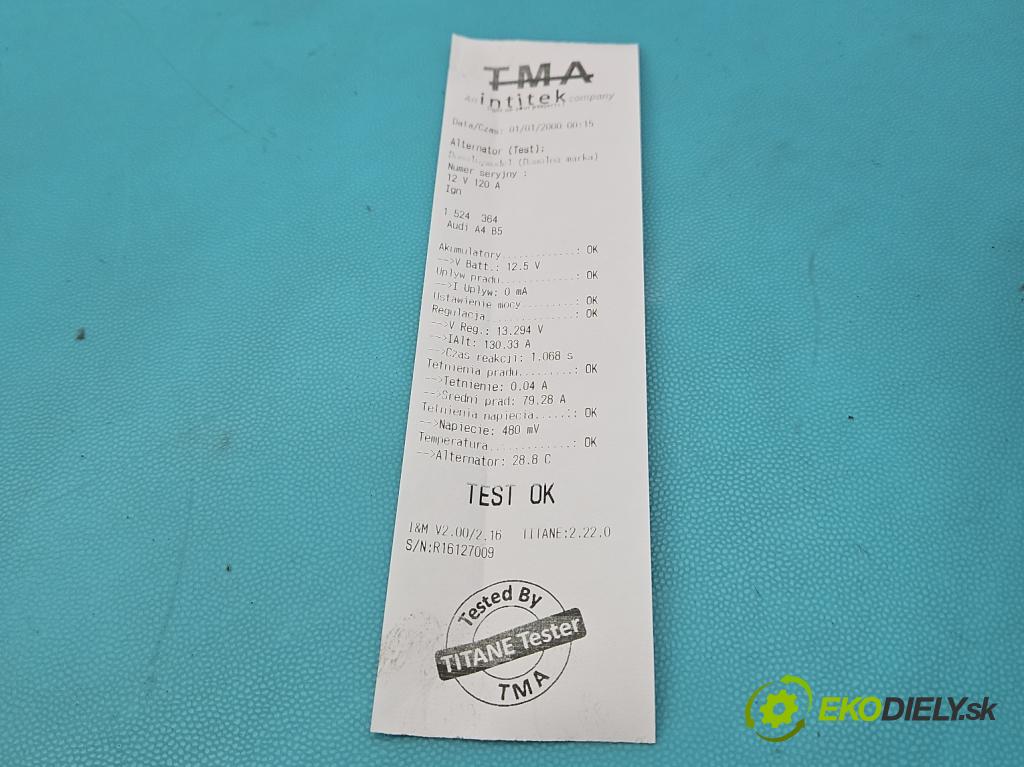 TMA
An intitek company
Data/Czas: 01/01/2000 00:15
Alternator (Test):
(Dowolna marka)
Numer seryjny :
12 V 120 A
Ign
1 524 364
Audi A4 B5
Akumulatory............: OK
-->V Batt.: 12.5 V
Uplyw pradu............: OK
-->I Uplyw: 0 mA
Ustawienie mocy........: OK
Regulacja..............: OK
-->V Reg.: 13.294 V
-->IAlt: 130.33 A
-->Czas reakcji: 1.068 s
Tetnienia pradu........: OK
-->Tetnienie: 0.04 A
-->Sredni prad: 79.28 A
Tetnienia napiecia.....: OK
-->Napiecie: 480 mV
Temperatura............: OK
-->Alternator: 28.8 C
TEST OK
I&M V2.00/2.16 TITANE:2.22.0
S/N:R16127009
Tested By
TITANE Tester
TMA
EKODIELY.sk